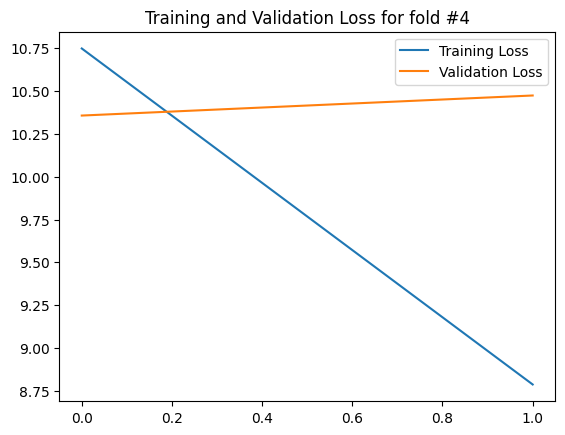 Training and Validation Loss for fold #4
Training Loss
Validation Loss
10.75
10.50
10.25
10.00
9.75
9.50
9.25
9.00
8.75
0.0 0.2 0.4 0.6 0.8 1.0